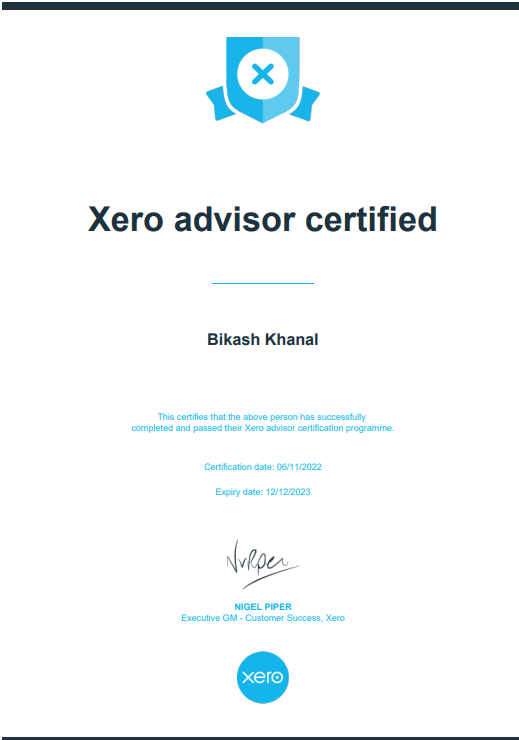 Xero advisor certified
Bikash Khanal
This certifies that the above person has successfully
completed and passed their Xero advisor certification programme.
Certification date: 06/11/2022
Expiry date: 12/12/2023
NIGEL PIPER
Executive GM - Customer Success, Xero
xero